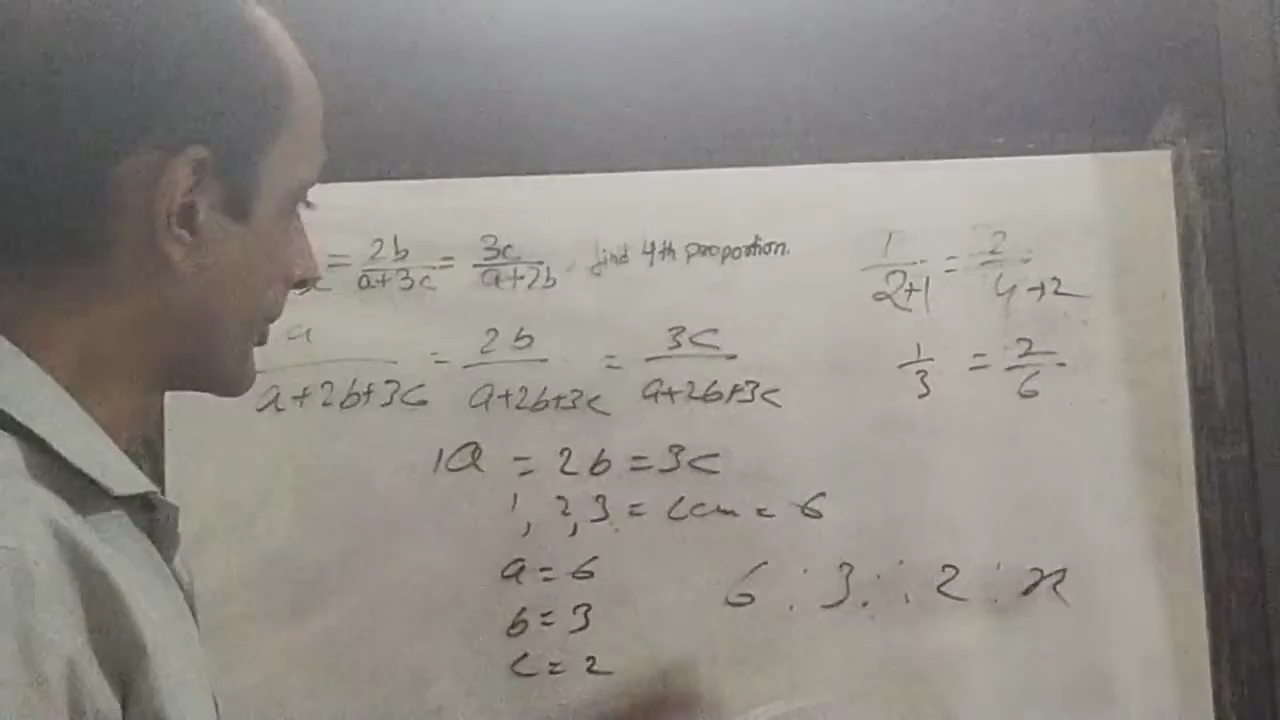 = 2b/a+3c = 3c/a+2b, find 4th proportion.
a/a+2b+3c = 2b/a+2b+3c = 3c/a+2b+3c
1a = 2b = 3c
1, 2, 3 = Lcm = 6
a = 6
b = 3
c = 2
6 : 3 :: 2 : x
1/2+1 = 2/4+2
1/3 = 2/6